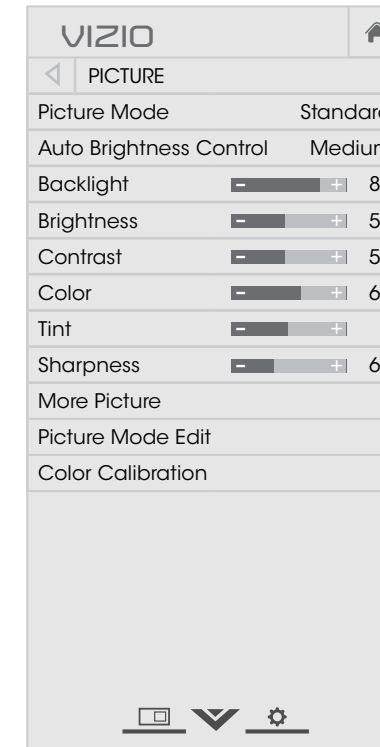 VIZIO
PICTURE
Picture Mode Standar
Auto Brightness Control Mediu
Backlight - + 8
Brightness - + 5
Contrast - + 5
Color - + 6
Tint - +
Sharpness - + 6
More Picture
Picture Mode Edit
Color Calibration